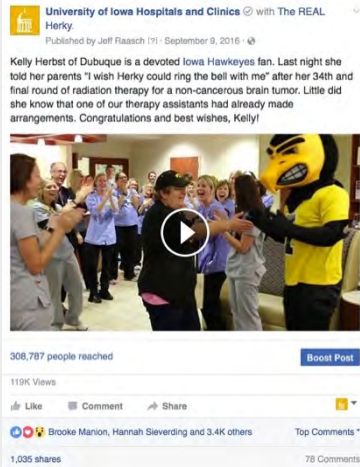 University of Iowa Hospitals and Clinics with The REAL
Herky.
Published by Jeff Raasch [?] · September 9, 2016 ·
Kelly Herbst of Dubuque is a devoted Iowa Hawkeyes fan. Last night she
told her parents "I wish Herky could ring the bell with me" after her 34th and
final round of radiation therapy for a non-cancerous brain tumor. Little did
she know that one of our therapy assistants had already made
arrangements. Congratulations and best wishes, Kelly!
308,787 people reached
Boost Post
119K Views
Like Comment Share
Brooke Manion, Hannah Sieverding and 3.4K others
Top Comments
1,035 shares
78 Comments